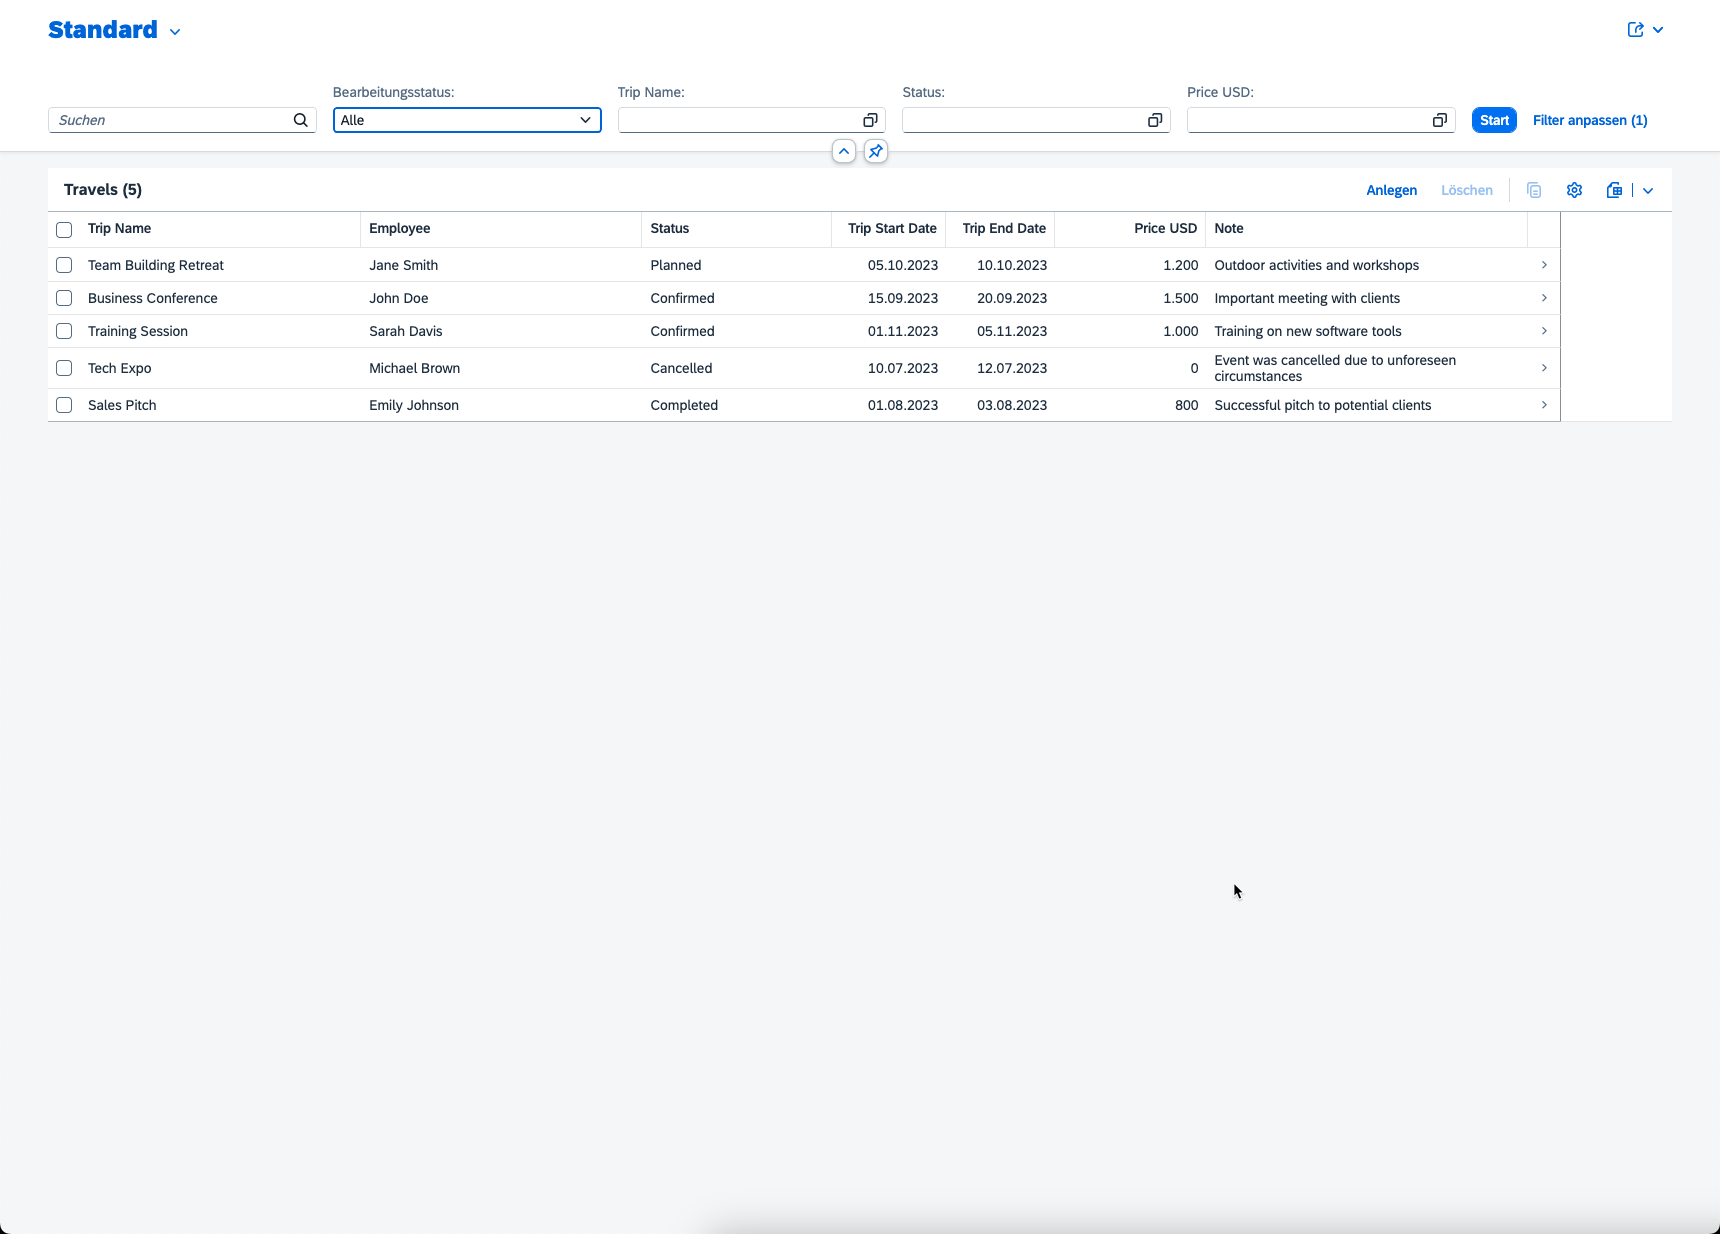 Standard
Bearbeitungsstatus: Trip Name: Status: Price USD:
Suchen Alle Start Filter anpassen (1)
Travels (5) Anlegen Löschen
Trip Name Employee Status Trip Start Date Trip End Date Price USD Note
Team Building Retreat Jane Smith Planned 05.10.2023 10.10.2023 1.200 Outdoor activities and workshops
Business Conference John Doe Confirmed 15.09.2023 20.09.2023 1.500 Important meeting with clients
Training Session Sarah Davis Confirmed 01.11.2023 05.11.2023 1.000 Training on new software tools
Tech Expo Michael Brown Cancelled 10.07.2023 12.07.2023 0 Event was cancelled due to unforeseen
circumstances
Sales Pitch Emily Johnson Completed 01.08.2023 03.08.2023 800 Successful pitch to potential clients